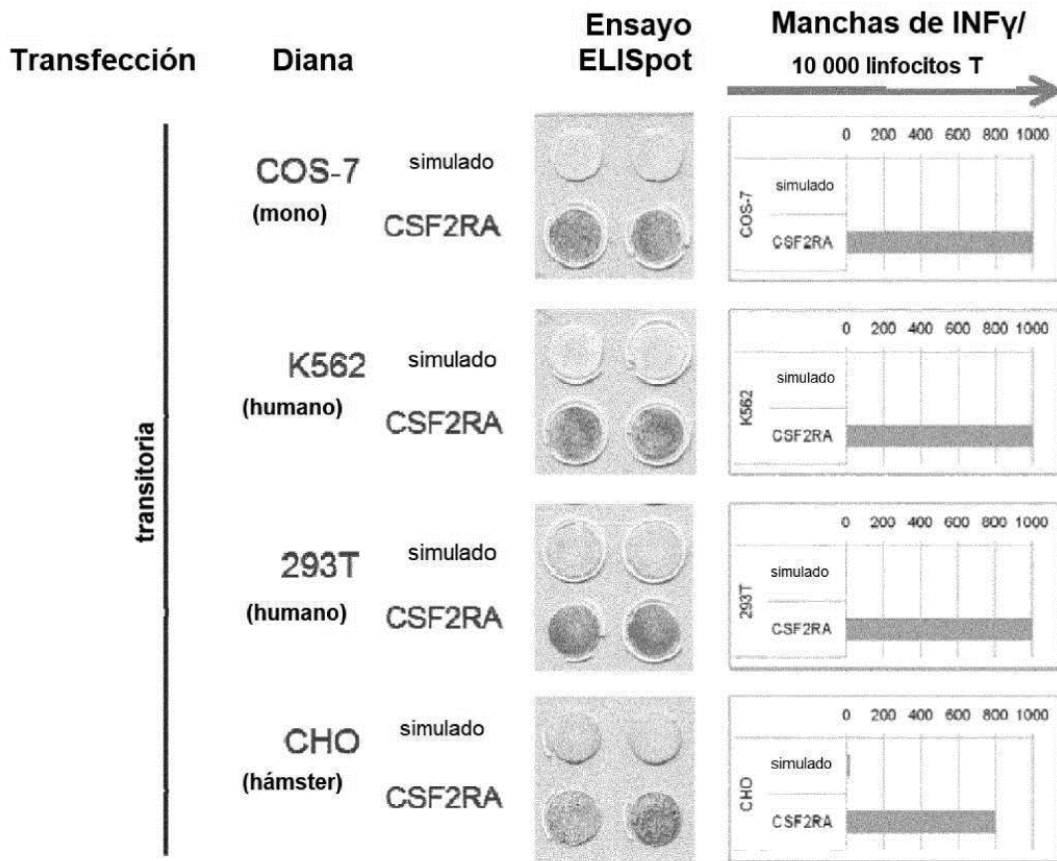 Transfección
Diana
Ensayo
ELISpot
Manchas de INFγ/
10 000 linfocitos T
transitoria
COS-7
(mono)
simulado
CSF2RA
0 200 400 600 800 1000
COS-7
simulado
CSF2RA
K562
(humano)
simulado
CSF2RA
0 200 400 600 800 1000
K562
simulado
CSF2RA
293T
(humano)
simulado
CSF2RA
0 200 400 600 800 1000
293T
simulado
CSF2RA
CHO
(hámster)
simulado
CSF2RA
0 200 400 600 800 1000
CHO
simulado
CSF2RA